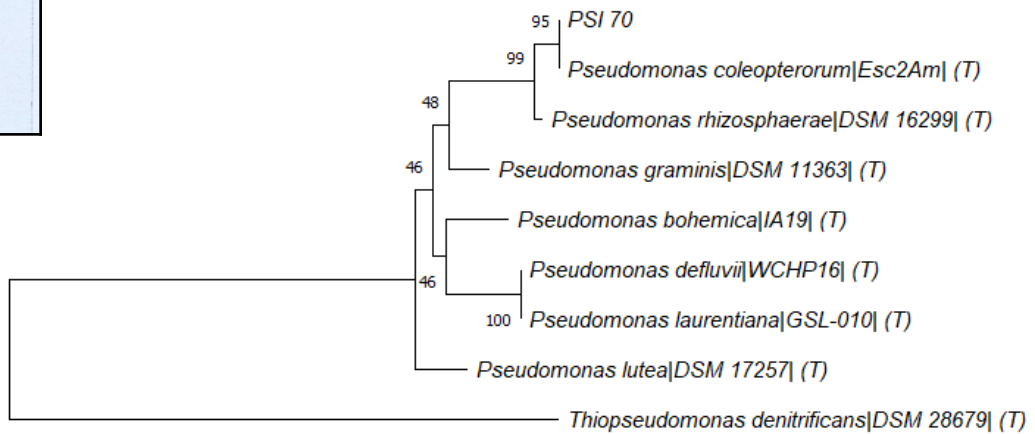 95 PSI 70
99
Pseudomonas coleopterorum|Esc2Am| (T)
48
Pseudomonas rhizosphaerae|DSM 16299| (T)
46
Pseudomonas graminis|DSM 11363| (T)
Pseudomonas bohemica|IA19| (T)
Pseudomonas defluvii|WCHP16| (T)
46
100 Pseudomonas laurentiana|GSL-010| (T)
Pseudomonas lutea|DSM 17257| (T)
Thiopseudomonas denitrificans|DSM 28679| (T)